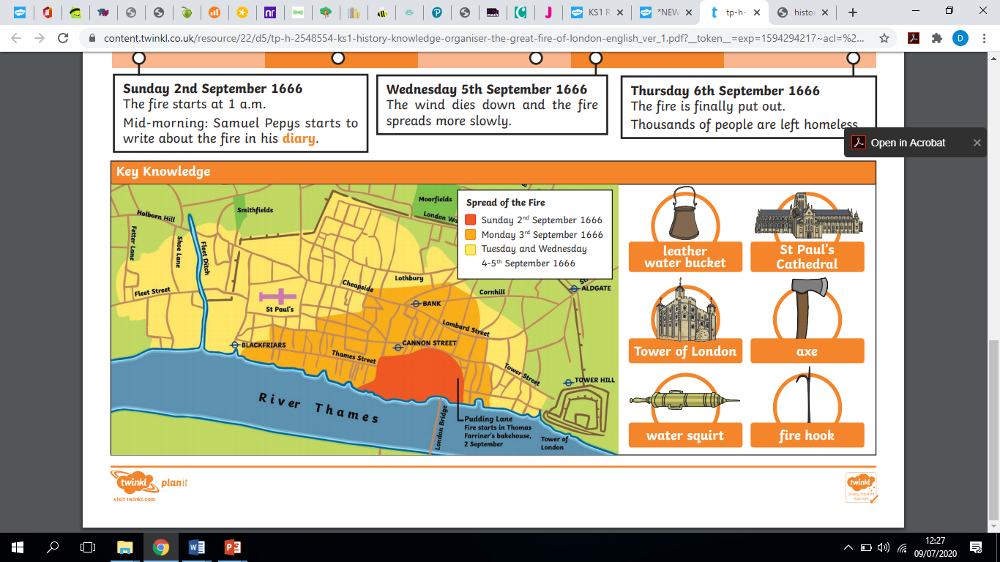 KS1 R
*NEW
tp-h-
histor
content.twinkl.co.uk/resource/22/d5/tp-h-2548554-ks1-history-knowledge-organiser-the-great-fire-of-london-english_ver_1.pdf?__token__=exp=1594294217~acl=%2...
D
Sunday 2nd September 1666
The fire starts at 1 a.m.
Mid-morning: Samuel Pepys starts to
write about the fire in his diary.
Wednesday 5th September 1666
The wind dies down and the fire
spreads more slowly.
Thursday 6th September 1666
The fire is finally put out.
Thousands of people are left homeless
Open in Acrobat
Key Knowledge
Spread of the Fire
Sunday 2nd September 1666
Monday 3rd September 1666
Tuesday and Wednesday
4-5th September 1666
Moorfields
London Wa
Smithfields
Holborn Hill
Fetter Lane
Shoe Lane
Fleet Ditch
Fleet Street
St Paul's
Cheapside
Lothbury
Cornhill
ALDGATE
BANK
Lombard Street
CANNON STREET
BLACKFRIARS
Thames Street
Tower Street
TOWER HILL
River Thames
London Bridge
Pudding Lane
Fire starts in Thomas
Farriner's bakehouse,
2 September
Tower of
London
leather
water bucket
St Paul's
Cathedral
Tower of London
axe
water squirt
fire hook
twinkl planit
visit twinkl.com
twinkl
Quality Standard
Approved
12:27
09/07/2020